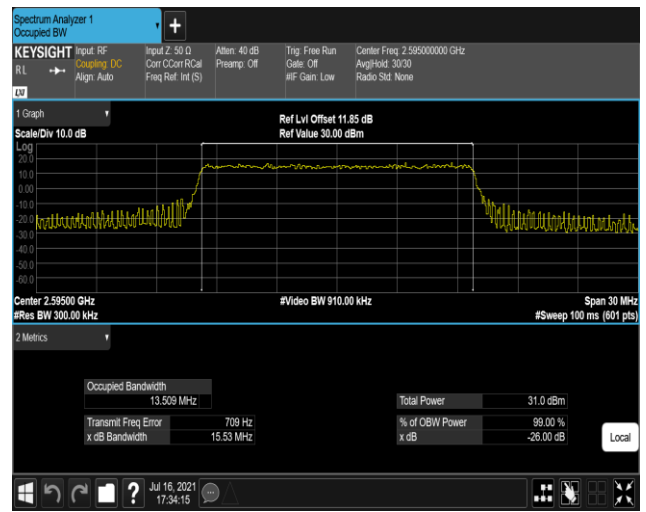 Spectrum Analyzer 1
Occupied BW
+
KEYSIGHT Input: RF Input Z: 50 Ω Atten: 40 dB Trig: Free Run Center Freq: 2.595000000 GHz
RL Coupling: DC Corr CCorr RCal Preamp: Off Gate: Off Avg|Hold: 30/30
Align: Auto Freq Ref: Int (S) #IF Gain: Low Radio Std: None
LXI
1 Graph Ref Lvl Offset 11.85 dB
Scale/Div 10.0 dB Ref Value 30.00 dBm
Log
20.0
10.0
0.00
-10.0
-20.0
-30.0
-40.0
-50.0
-60.0
Center 2.59500 GHz #Video BW 910.00 kHz Span 30 MHz
#Res BW 300.00 kHz #Sweep 100 ms (601 pts)
2 Metrics
Occupied Bandwidth
13.509 MHz Total Power 31.0 dBm
Transmit Freq Error 709 Hz % of OBW Power 99.00 %
x dB Bandwidth 15.53 MHz x dB -26.00 dB
Local
? Jul 16, 2021
17:34:15